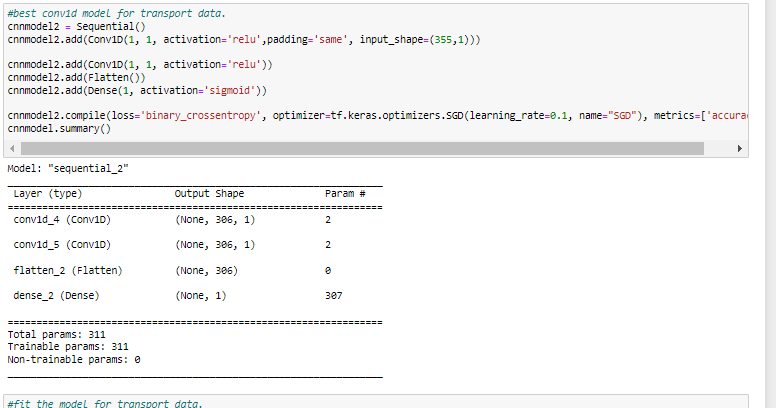 #best conv1d model for transport data.
cnnmodel2 = Sequential()
cnnmodel2.add(Conv1D(1, 1, activation='relu',padding='same', input_shape=(355,1)))
cnnmodel2.add(Conv1D(1, 1, activation='relu'))
cnnmodel2.add(Flatten())
cnnmodel2.add(Dense(1, activation='sigmoid'))
cnnmodel2.compile(loss='binary_crossentropy', optimizer=tf.keras.optimizers.SGD(learning_rate=0.1, name="SGD"), metrics=['accura
cnnmodel.summary()
Model: "sequential_2"
Layer (type) Output Shape Param #
=================================================================
conv1d_4 (Conv1D) (None, 306, 1) 2
conv1d_5 (Conv1D) (None, 306, 1) 2
flatten_2 (Flatten) (None, 306) 0
dense_2 (Dense) (None, 1) 307
=================================================================
Total params: 311
Trainable params: 311
Non-trainable params: 0
#fit the model for transport data.